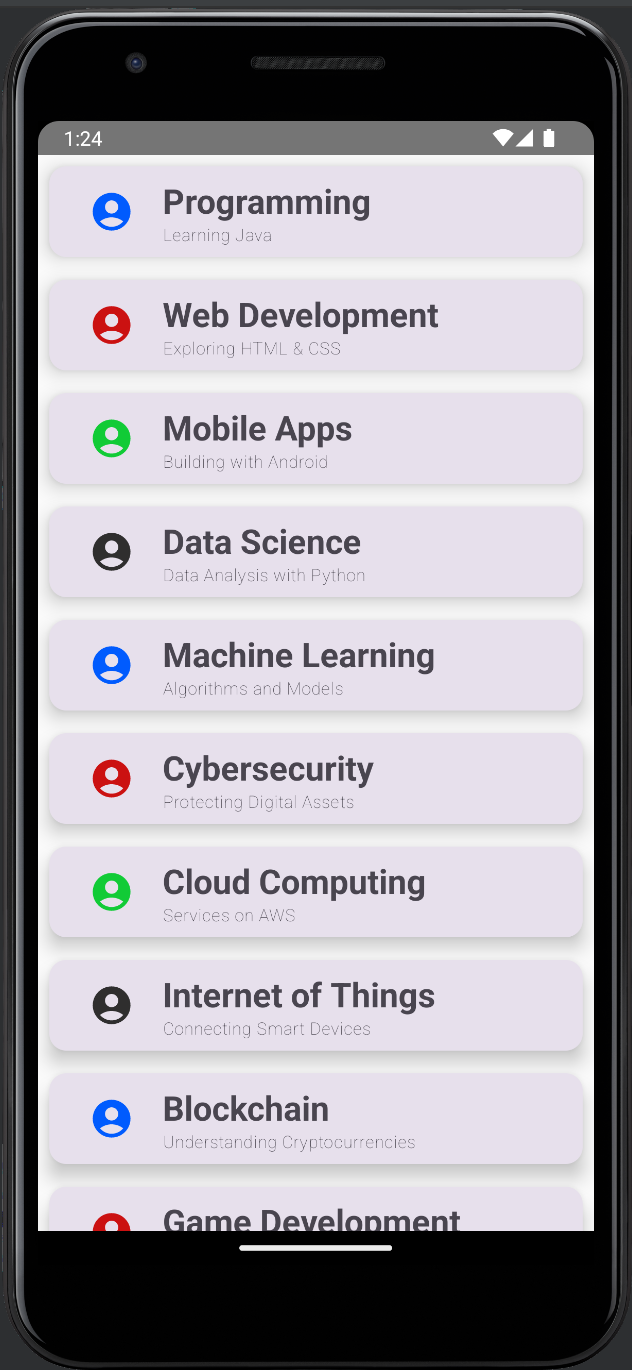 1:24
Programming
Learning Java
Web Development
Exploring HTML & CSS
Mobile Apps
Building with Android
Data Science
Data Analysis with Python
Machine Learning
Algorithms and Models
Cybersecurity
Protecting Digital Assets
Cloud Computing
Services on AWS
Internet of Things
Connecting Smart Devices
Blockchain
Understanding Cryptocurrencies
Game Development